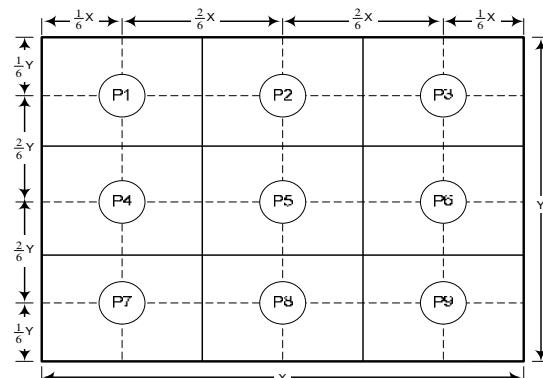 1/6 X 2/6 X 2/6 X 1/6 X
1/6 Y
P1 P2 P3
2/6 Y
P4 P5 P6 Y
2/6 Y
P7 P8 P9
1/6 Y
X